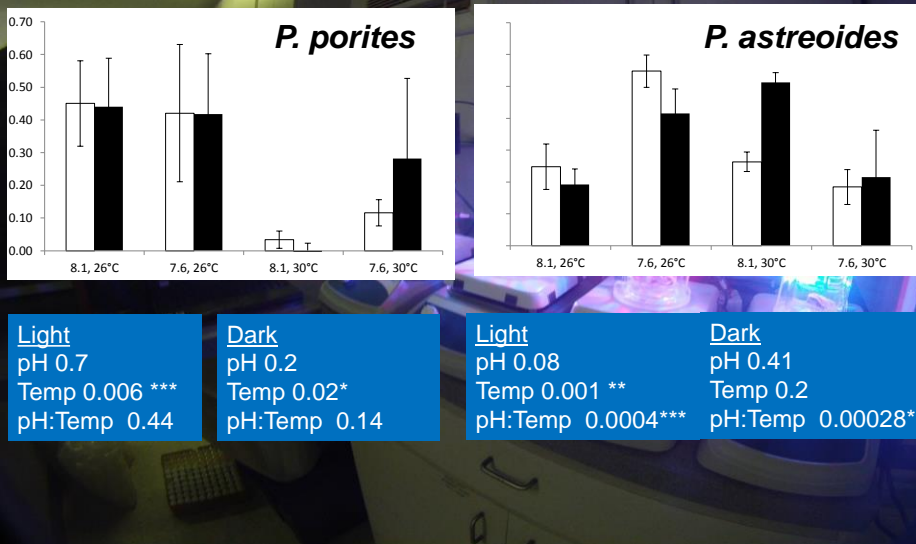 P. porites
0.70
0.60
0.50
0.40
0.30
0.20
0.10
0.00
8.1, 26°C 7.6, 26°C 8.1, 30°C 7.6, 30°C
P. astreoides
8.1, 26°C 7.6, 26°C 8.1, 30°C 7.6, 30°C
Light
pH 0.7
Temp 0.006 ***
pH:Temp 0.44
Dark
pH 0.2
Temp 0.02*
pH:Temp 0.14
Light
pH 0.08
Temp 0.001 **
pH:Temp 0.0004***
Dark
pH 0.41
Temp 0.2
pH:Temp 0.00028*